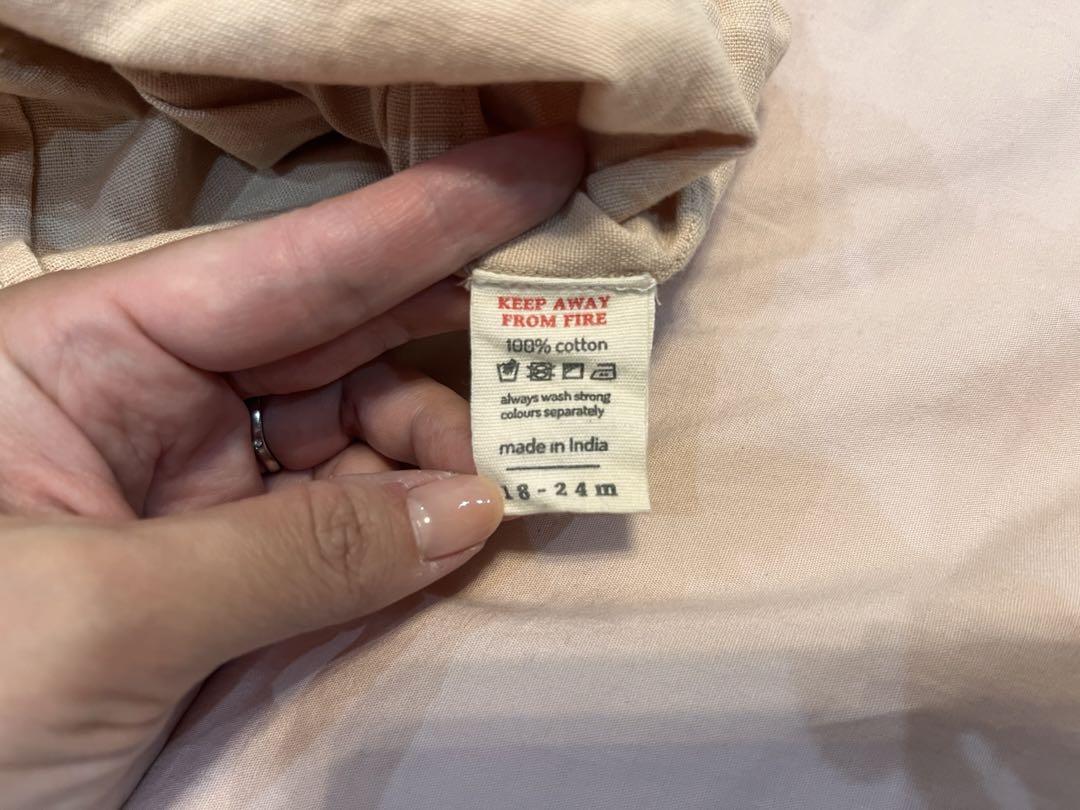 KEEP AWAY
FROM FIRE
100% cotton
always wash strong
colours separately
made in India
18 - 24 m